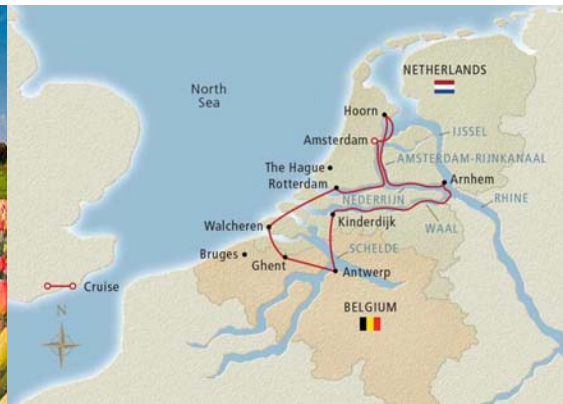 NETHERLANDS
North
Sea
Hoorn
Amsterdam
IJSSEL
AMSTERDAM-RIJNKANAAL
The Hague
Rotterdam
Arnhem
NEDERRIJN
RHINE
Kinderdijk
WAAL
Walcheren
Bruges
SCHELDE
Ghent
Antwerp
Cruise
N
BELGIUM